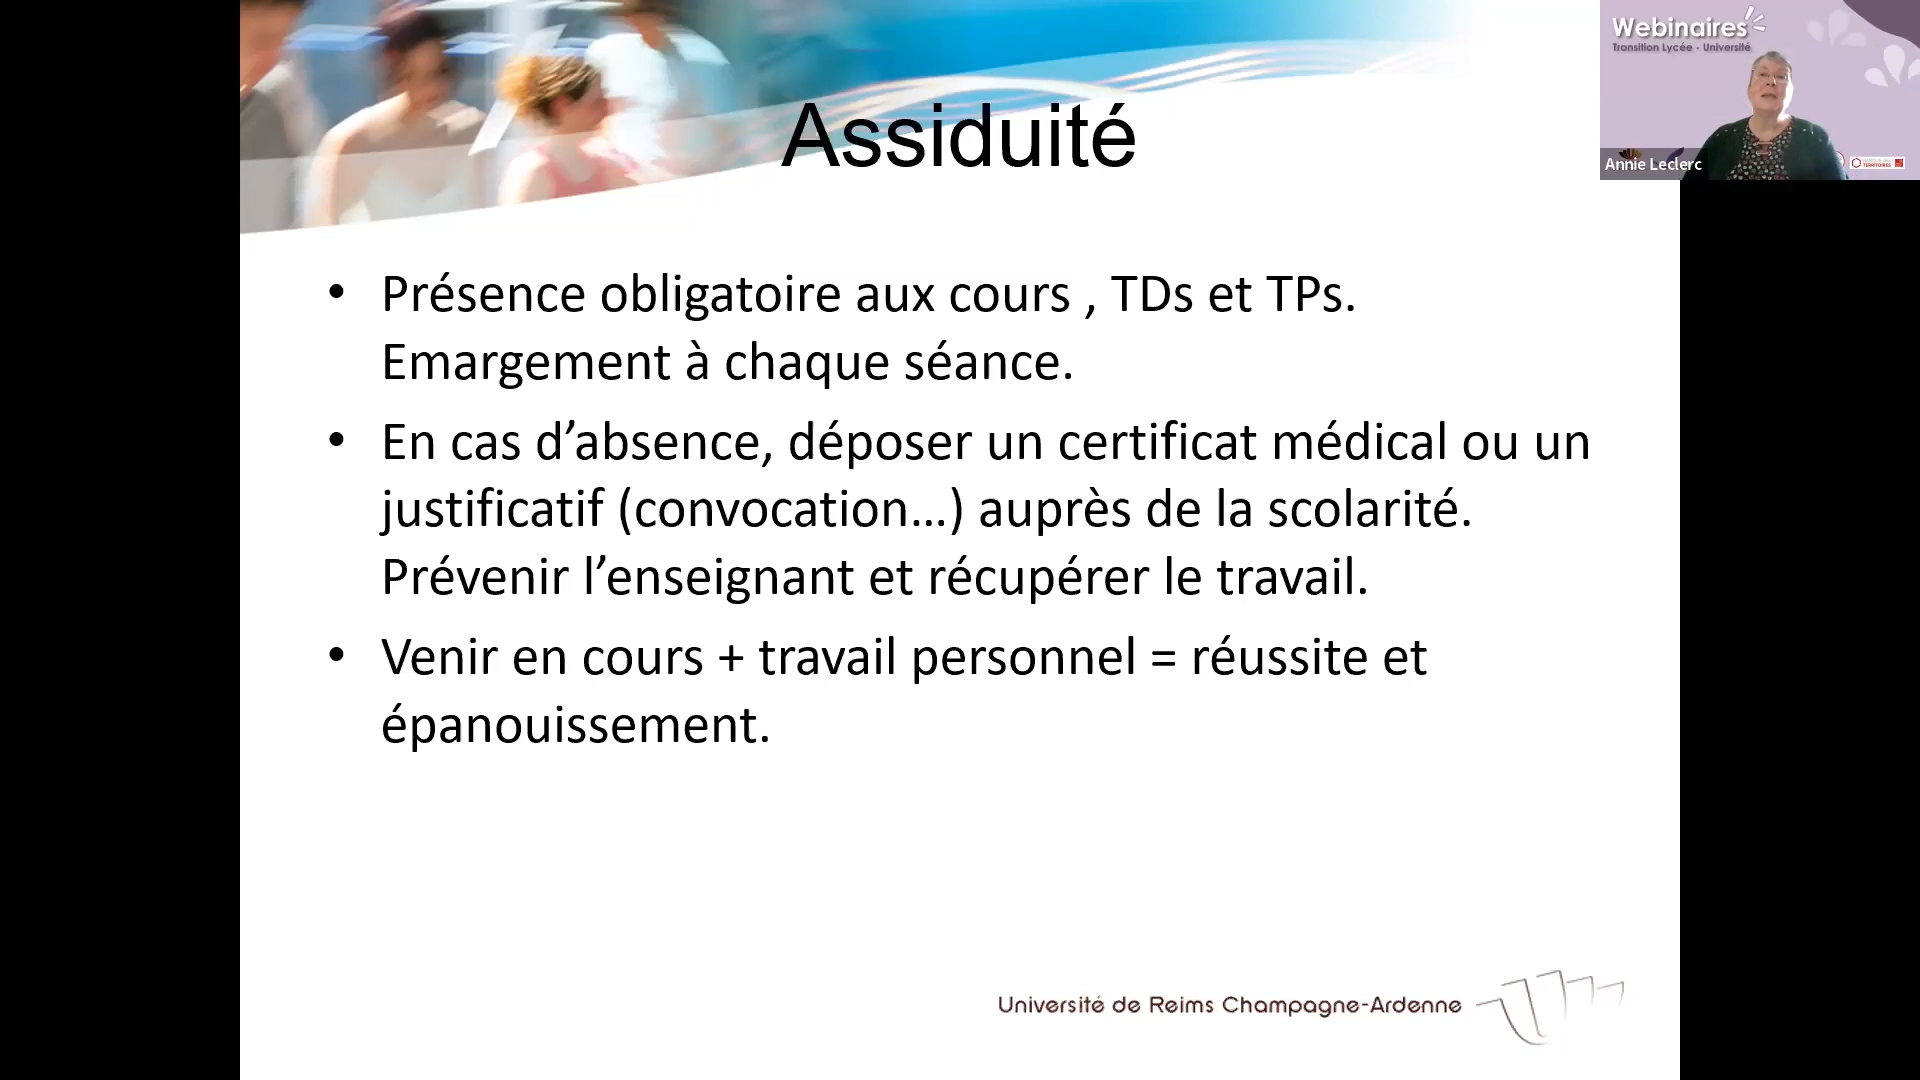 Assiduité
Webinaires
Transition Lycée - Université
Annie Leclerc
TERRITOIRES
• Présence obligatoire aux cours , TDs et TPs.
Emargement à chaque séance.
• En cas d’absence, déposer un certificat médical ou un
justificatif (convocation…) auprès de la scolarité.
Prévenir l’enseignant et récupérer le travail.
• Venir en cours + travail personnel = réussite et
épanouissement.
Université de Reims Champagne-Ardenne